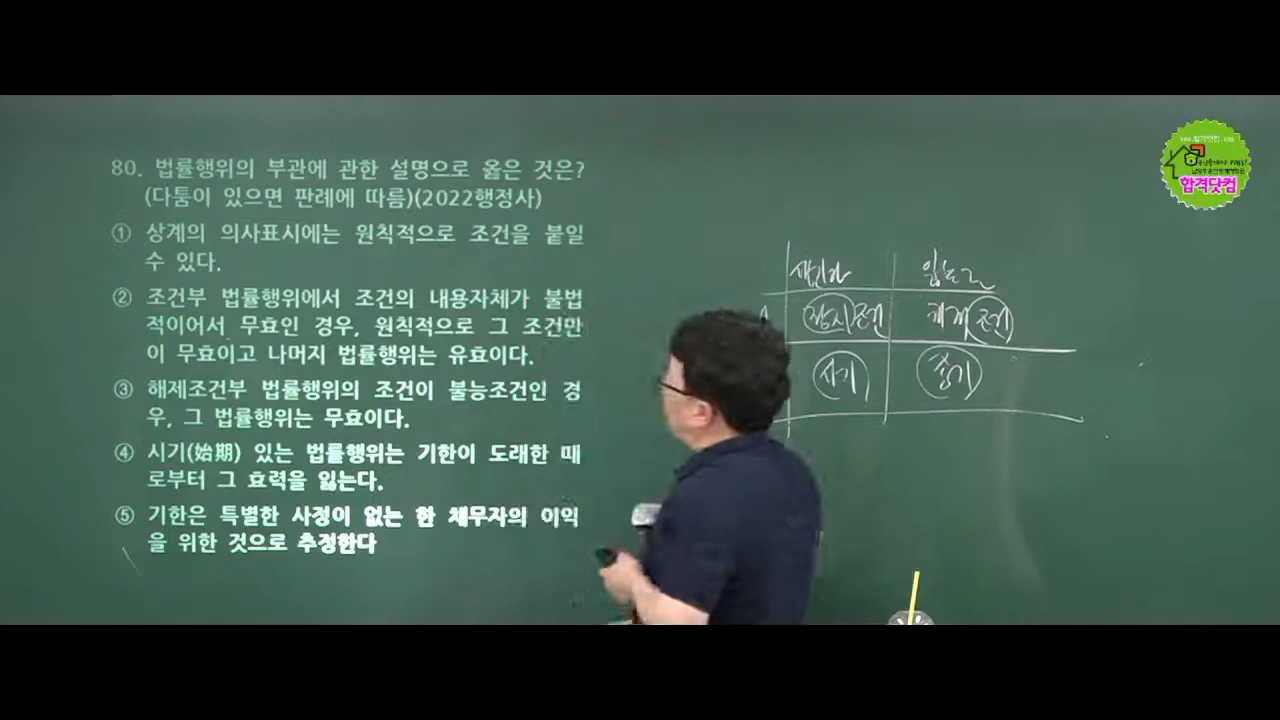 80. 법률행위의 부관에 관한 설명으로 옳은 것은?
(다툼이 있으면 판례에 따름)(2022행정사)
① 상계의 의사표시에는 원칙적으로 조건을 붙일
수 있다.
② 조건부 법률행위에서 조건의 내용자체가 불법
적이어서 무효인 경우, 원칙적으로 그 조건만
이 무효이고 나머지 법률행위는 유효이다.
③ 해제조건부 법률행위의 조건이 불능조건인 경
우, 그 법률행위는 무효이다.
④ 시기(始期) 있는 법률행위는 기한이 도래한 때
로부터 그 효력을 잃는다.
⑤ 기한은 특별한 사정이 없는 한 채무자의 이익
을 위한 것으로 추정한다
정지조건 해제조건
시기 종기
합격닷컴